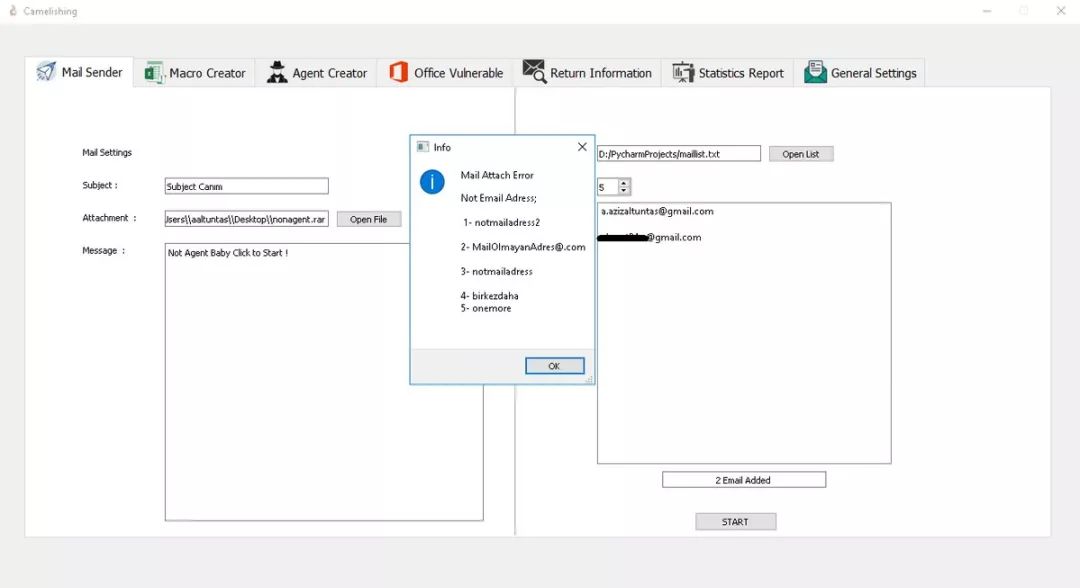 Camelishing
Mail Sender
Macro Creator
Agent Creator
Office Vulnerable
Return Information
Statistics Report
General Settings
Mail Settings
Subject :
Subject Canım
Attachment :
Jsers\\aaltuntas\\Desktop\\nonagent.rar
Open File
Message :
Not Agent Baby Click to Start !
Info
Mail Attach Error
Not Email Adress;
1- notmailadress2
2- MailOlmayanAdres@.com
3- notmailadress
4- birkezdaha
5- onemore
OK
D:/PycharmProjects/maillist.txt
Open List
5
a.azizaltuntas@gmail.com
@gmail.com
2 Email Added
START